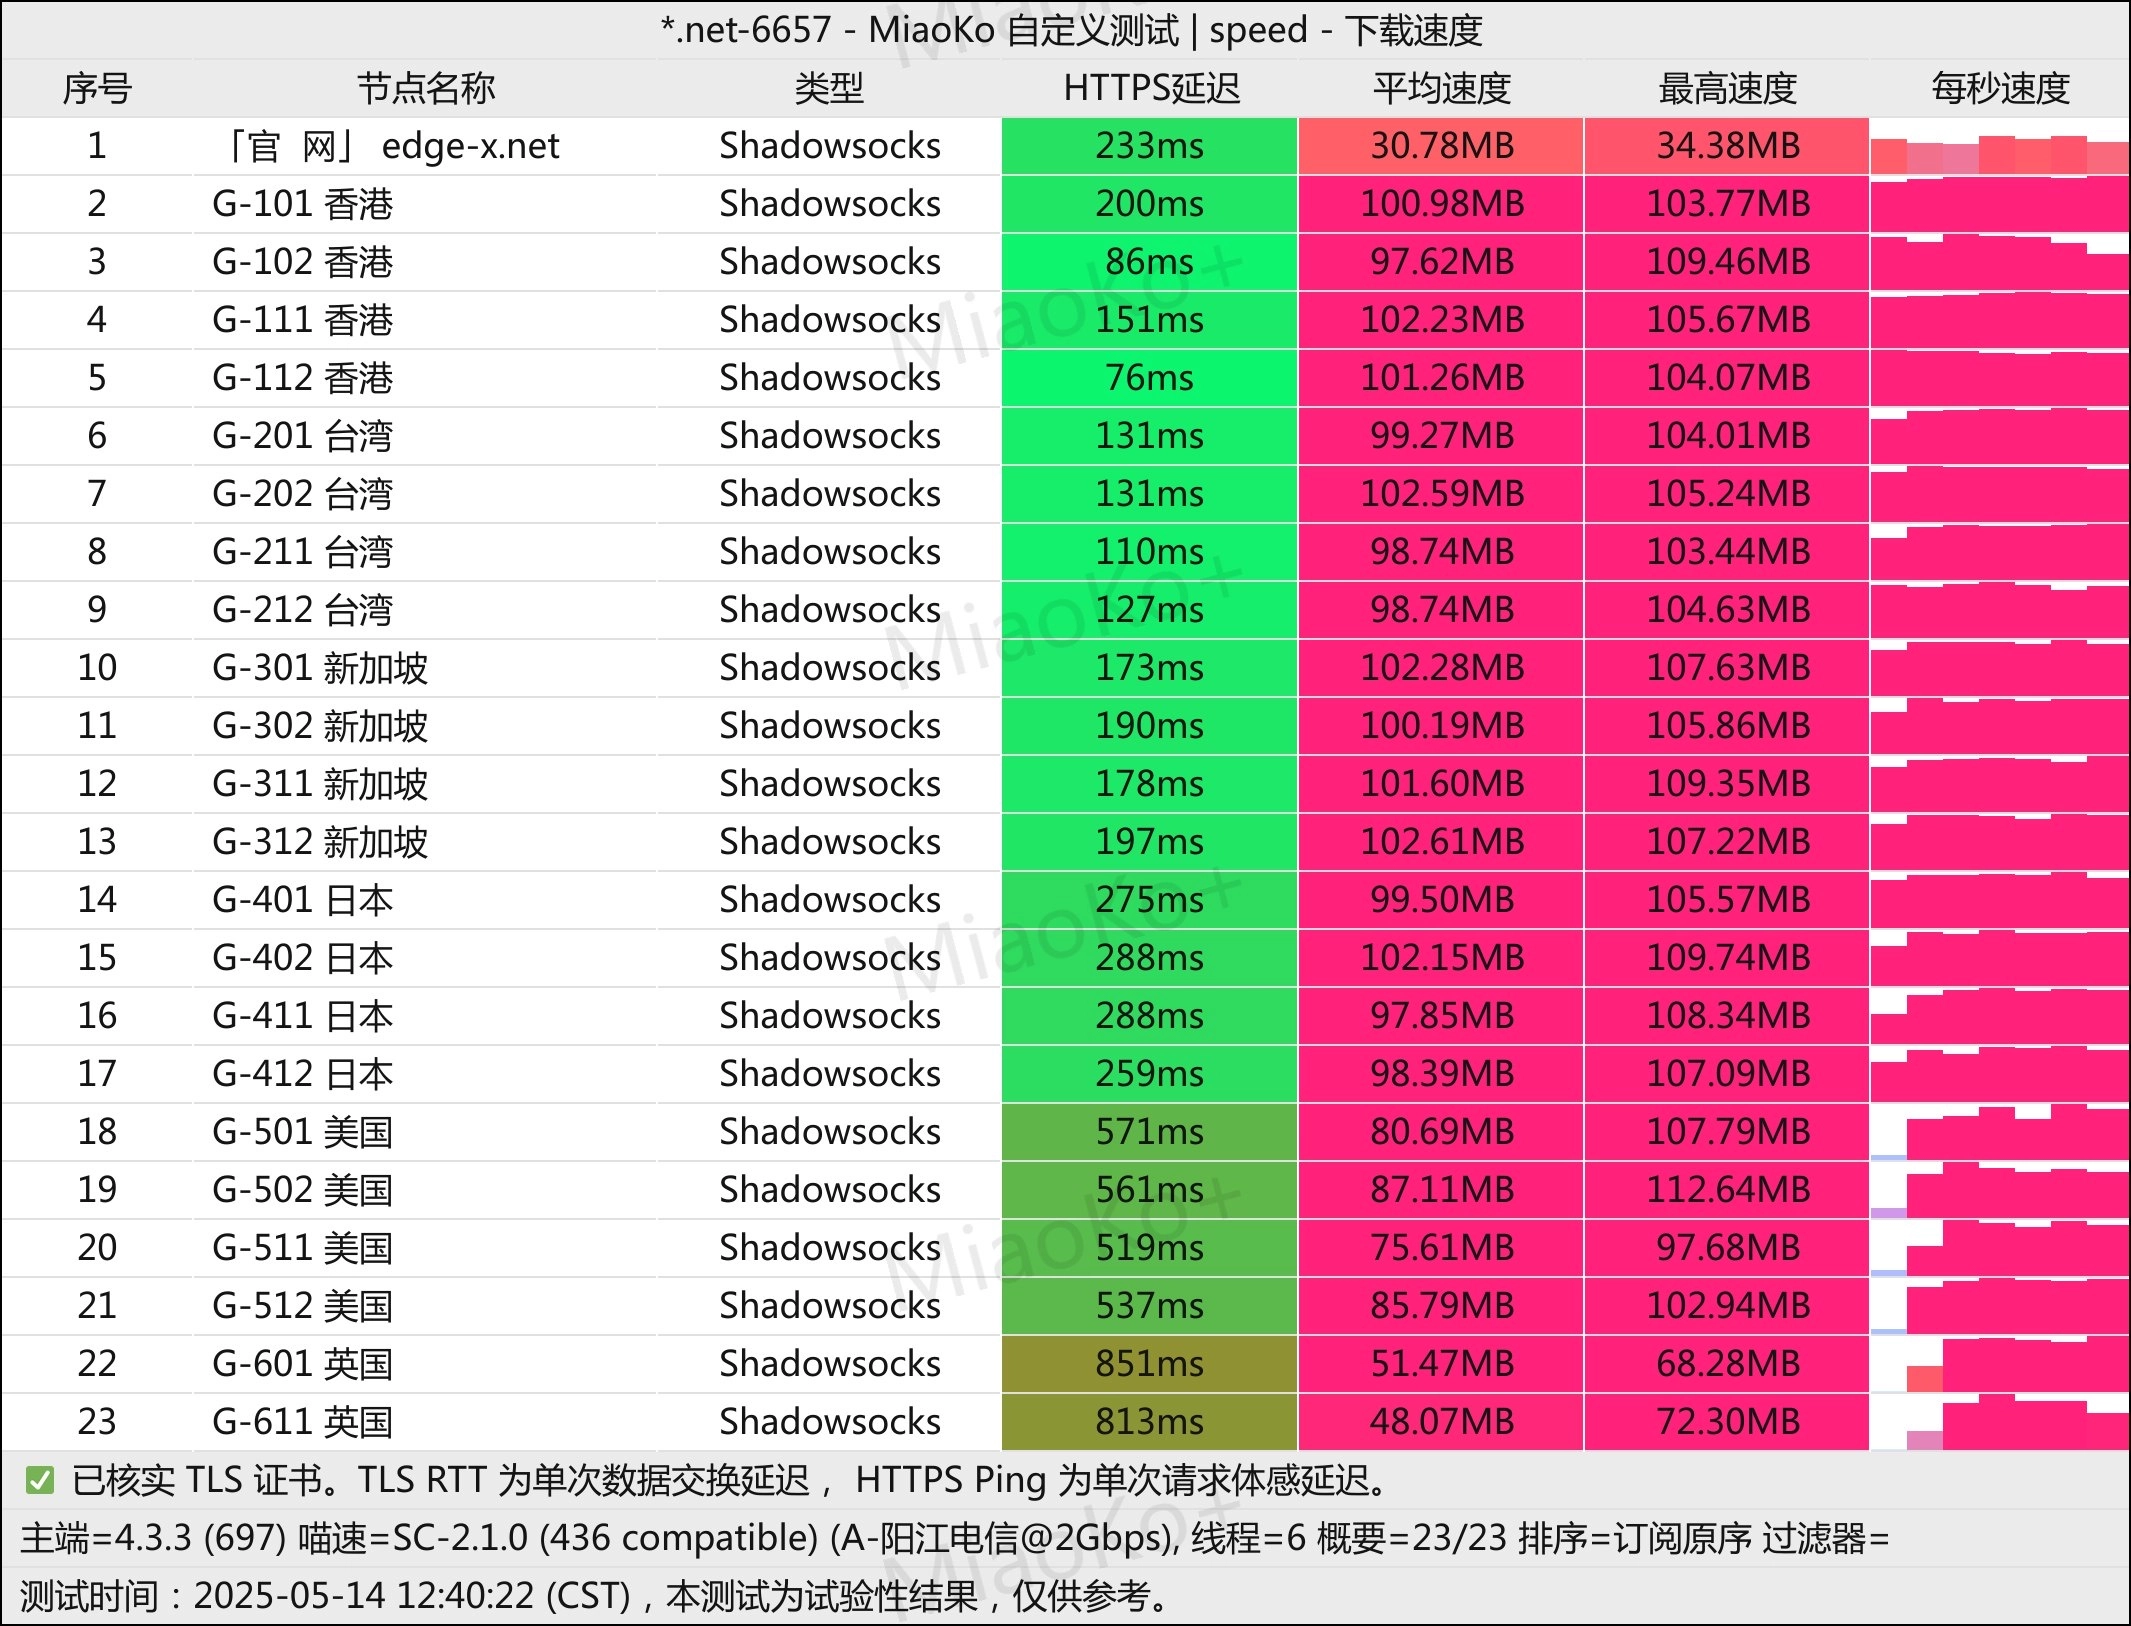 *.net-6657 - MiaoKo 自定义测试 | speed - 下载速度
序号 节点名称 类型 HTTPS延迟 平均速度 最高速度 每秒速度
1 「官 网」 edge-x.net Shadowsocks 233ms 30.78MB 34.38MB
2 G-101 香港 Shadowsocks 200ms 100.98MB 103.77MB
3 G-102 香港 Shadowsocks 86ms 97.62MB 109.46MB
4 G-111 香港 Shadowsocks 151ms 102.23MB 105.67MB
5 G-112 香港 Shadowsocks 76ms 101.26MB 104.07MB
6 G-201 台湾 Shadowsocks 131ms 99.27MB 104.01MB
7 G-202 台湾 Shadowsocks 131ms 102.59MB 105.24MB
8 G-211 台湾 Shadowsocks 110ms 98.74MB 103.44MB
9 G-212 台湾 Shadowsocks 127ms 98.74MB 104.63MB
10 G-301 新加坡 Shadowsocks 173ms 102.28MB 107.63MB
11 G-302 新加坡 Shadowsocks 190ms 100.19MB 105.86MB
12 G-311 新加坡 Shadowsocks 178ms 101.60MB 109.35MB
13 G-312 新加坡 Shadowsocks 197ms 102.61MB 107.22MB
14 G-401 日本 Shadowsocks 275ms 99.50MB 105.57MB
15 G-402 日本 Shadowsocks 288ms 102.15MB 109.74MB
16 G-411 日本 Shadowsocks 288ms 97.85MB 108.34MB
17 G-412 日本 Shadowsocks 259ms 98.39MB 107.09MB
18 G-501 美国 Shadowsocks 571ms 80.69MB 107.79MB
19 G-502 美国 Shadowsocks 561ms 87.11MB 112.64MB
20 G-511 美国 Shadowsocks 519ms 75.61MB 97.68MB
21 G-512 美国 Shadowsocks 537ms 85.79MB 102.94MB
22 G-601 英国 Shadowsocks 851ms 51.47MB 68.28MB
23 G-611 英国 Shadowsocks 813ms 48.07MB 72.30MB
✅ 已核实 TLS 证书。TLS RTT 为单次数据交换延迟， HTTPS Ping 为单次请求体感延迟。
主端=4.3.3 (697) 喵速=SC-2.1.0 (436 compatible) (A-阳江电信@2Gbps), 线程=6 概要=23/23 排序=订阅原序 过滤器=
测试时间：2025-05-14 12:40:22 (CST)，本测试为试验性结果，仅供参考。
MiaoKo+
MiaoKo+
MiaoKo+
MiaoKo+
MiaoKo+